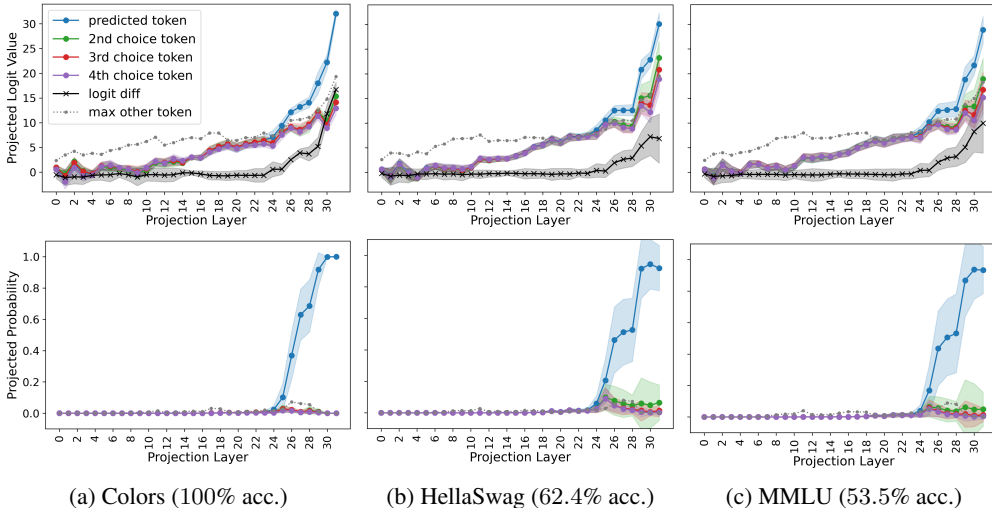 Projected Logit Value
30
25
20
15
10
5
0
predicted token
2nd choice token
3rd choice token
4th choice token
logit diff
max other token
0 2 4 6 8 10 12 14 16 18 20 22 24 26 28 30
Projection Layer
0 2 4 6 8 10 12 14 16 18 20 22 24 26 28 30
Projection Layer
0 2 4 6 8 10 12 14 16 18 20 22 24 26 28 30
Projection Layer
Projected Probability
1.0
0.8
0.6
0.4
0.2
0.0
0 2 4 6 8 10 12 14 16 18 20 22 24 26 28 30
Projection Layer
0 2 4 6 8 10 12 14 16 18 20 22 24 26 28 30
Projection Layer
0 2 4 6 8 10 12 14 16 18 20 22 24 26 28 30
Projection Layer
(a) Colors (100% acc.)
(b) HellaSwag (62.4% acc.)
(c) MMLU (53.5% acc.)